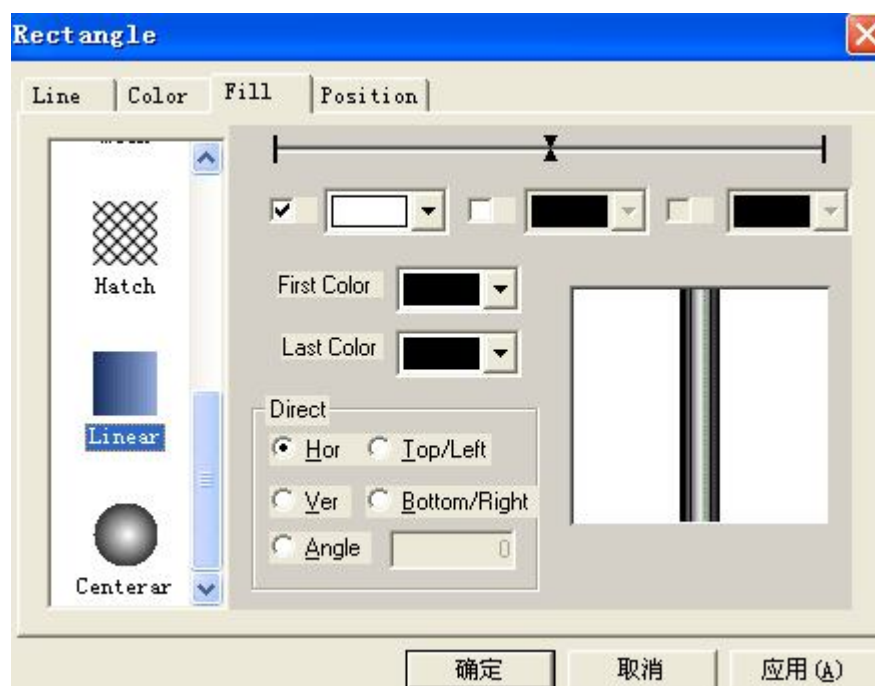 Rectangle
Line Color Fill Position
Hatch
First Color
Linear
Last Color
Direct
Hor Top/Left
Ver Bottom/Right
Angle 0
Centerar
确定 取消 应用(A)